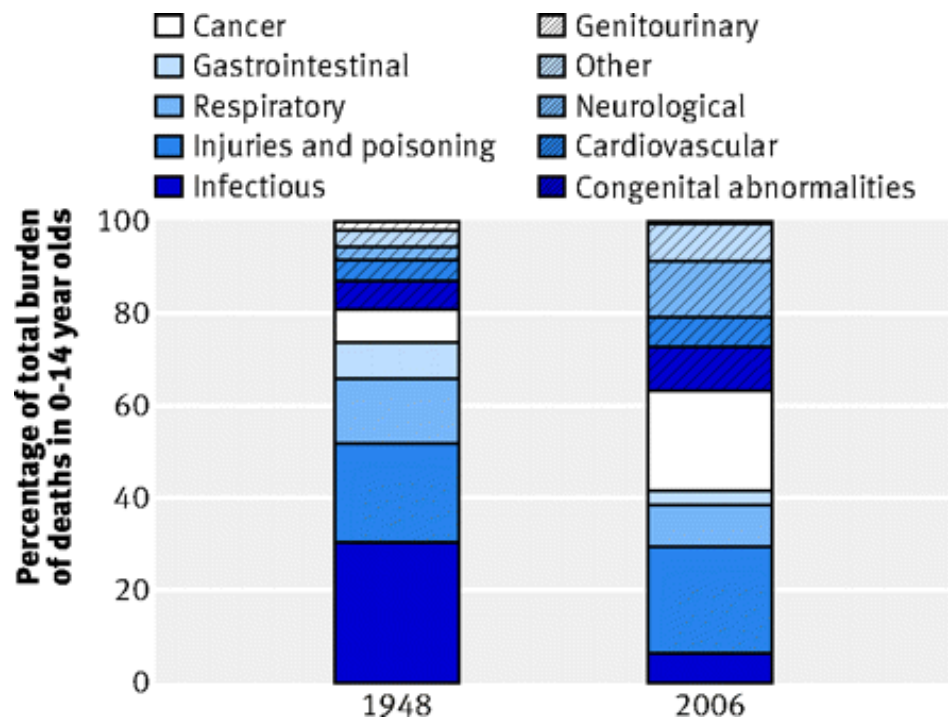 Cancer
Gastrointestinal
Respiratory
Injuries and poisoning
Infectious
Genitourinary
Other
Neurological
Cardiovascular
Congenital abnormalities
Percentage of total burden
of deaths in 0-14 year olds
100
80
60
40
20
0
1948
2006